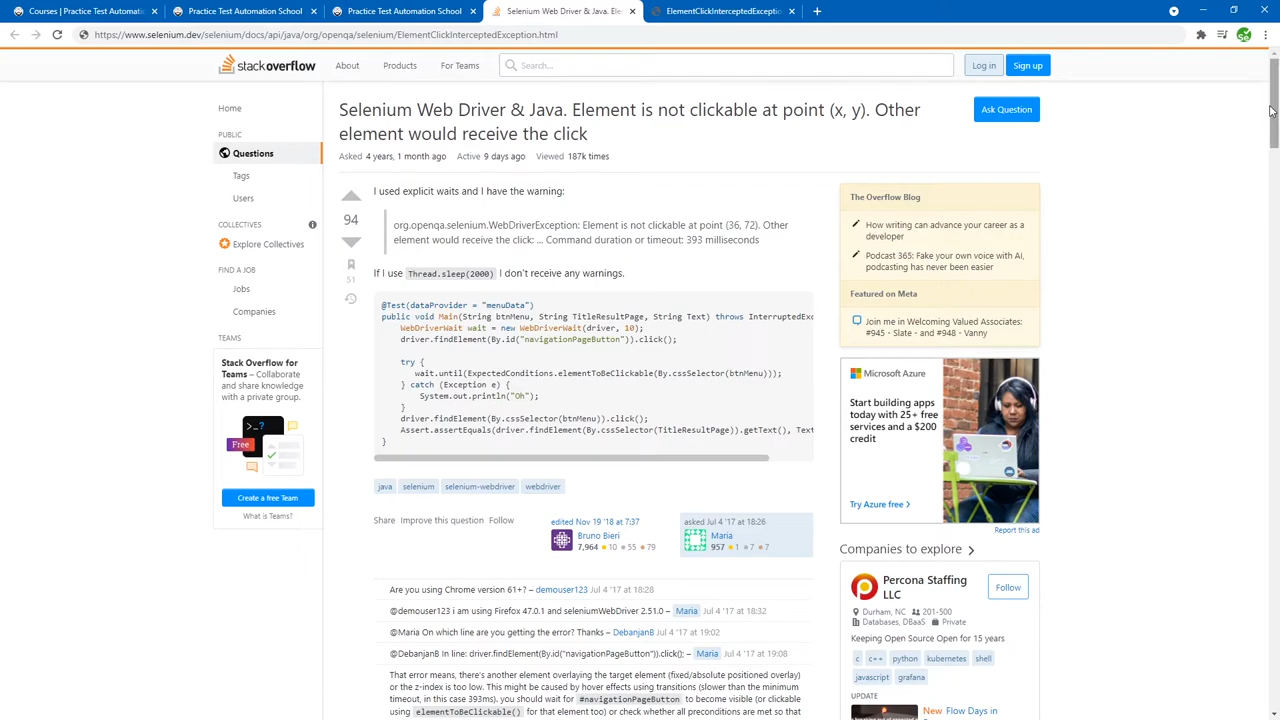 Courses | Practice Test Automation |
Practice Test Automation School
Practice Test Automation School
Selenium Web Driver & Java. Ele
ElementClickInterceptedException
https://www.selenium.dev/selenium/docs/api/java/org/openqa/selenium/ElementClickInterceptedException.html
stackoverflow
About
Products
For Teams
Search...
Log in
Sign up
Home
PUBLIC
Questions
Tags
Users
COLLECTIVES
Explore Collectives
FIND A JOB
Jobs
Companies
TEAMS
Stack Overflow for
Teams – Collaborate
and share knowledge
with a private group.
>_?
Free
Create a free Team
What is Teams?
Selenium Web Driver & Java. Element is not clickable at point (x, y). Other
element would receive the click
Ask Question
Asked 4 years, 1 month ago Active 9 days ago Viewed 187k times
94
51
I used explicit waits and I have the warning:
org.openqa.selenium.WebDriverException: Element is not clickable at point (36, 72). Other
element would receive the click: ... Command duration or timeout: 393 milliseconds
If I use Thread.sleep(2000) I don't receive any warnings.
@Test(dataProvider = "menuData")
public void Main(String btnMenu, String TitleResultPage, String Text) throws InterruptedExc
WebDriverWait wait = new WebDriverWait(driver, 10);
driver.findElement(By.id("navigationPageButton")).click();
try {
wait.until(ExpectedConditions.elementToBeClickable(By.cssSelector(btnMenu)));
} catch (Exception e) {
System.out.println("Oh");
}
driver.findElement(By.cssSelector(btnMenu)).click();
Assert.assertEquals(driver.findElement(By.cssSelector(TitleResultPage)).getText(), Text
}
java selenium selenium-webdriver webdriver
Share Improve this question Follow
edited Nov 19 '18 at 7:37
Bruno Bieri
7,964 10 55 79
asked Jul 4 '17 at 18:26
Maria
957 1 7 7
Are you using Chrome version 61+? – demouser123 Jul 4 '17 at 18:28
@demouser123 i am using Firefox 47.0.1 and seleniumWebDriver 2.51.0 – Maria Jul 4 '17 at 18:32
@Maria On which line are you getting the error? Thanks – DebanjanB Jul 4 '17 at 19:02
@DebanjanB In line: driver.findElement(By.id("navigationPageButton")).click(); – Maria Jul 4 '17 at 19:08
That error means, there's another element overlaying the target element (fixed/absolute positioned overlay)
or the z-index is too low. This might be caused by hover effects using transitions (slower than the minimum
timeout, in this case 393ms). you should wait for #navigationPageButton to become visible (or clickable
using elementToBeClickable() for that element too) or check whether all preconditions are met so that
The Overflow Blog
How writing can advance your career as a
developer
Podcast 365: Fake your own voice with AI,
podcasting has never been easier
Featured on Meta
Join me in Welcoming Valued Associates:
#945 - Slate - and #948 - Vanny
Microsoft Azure
Start building apps
today with 25+ free
services and a $200
credit
Try Azure free >
Report this ad
Companies to explore
Percona Staffing
LLC
Follow
Durham, NC 201-500
Databases, DBaaS Private
Keeping Open Source Open for 15 years
c c++ python kubernetes shell
javascript grafana
UPDATE
New Flow Days in